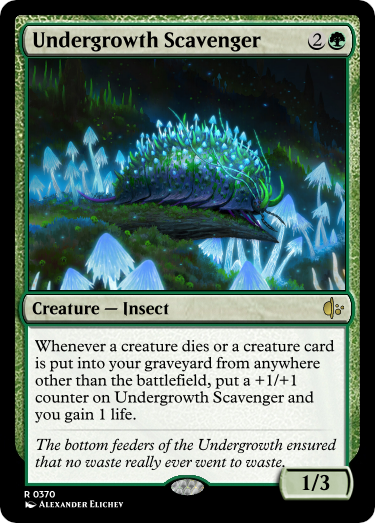 Undergrowth Scavenger 2
Creature — Insect
Whenever a creature dies or a creature card
is put into your graveyard from anywhere
other than the battlefield, put a +1/+1
counter on Undergrowth Scavenger and
you gain 1 life.
The bottom feeders of the Undergrowth ensured
that no waste really ever went to waste.
1/3
R 0370
Alexander Elichev